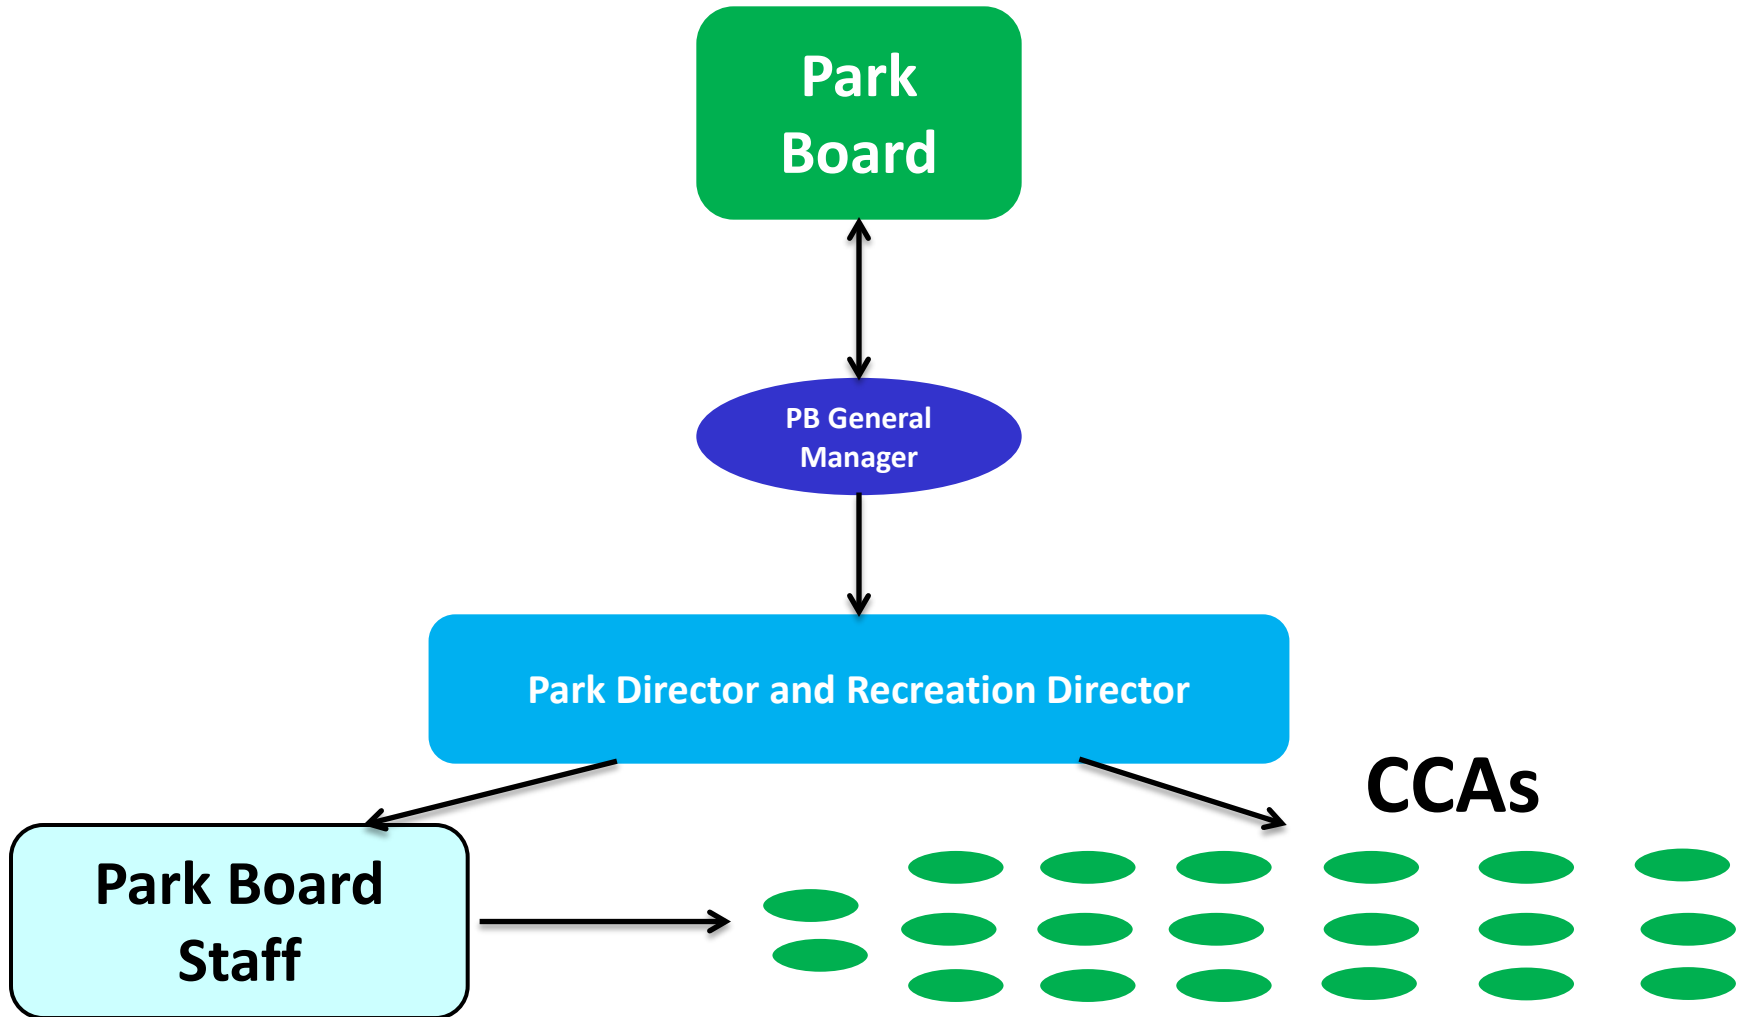 Park
Board
PB General
Manager
Park Director and Recreation Director
CCAs
Park Board
Staff